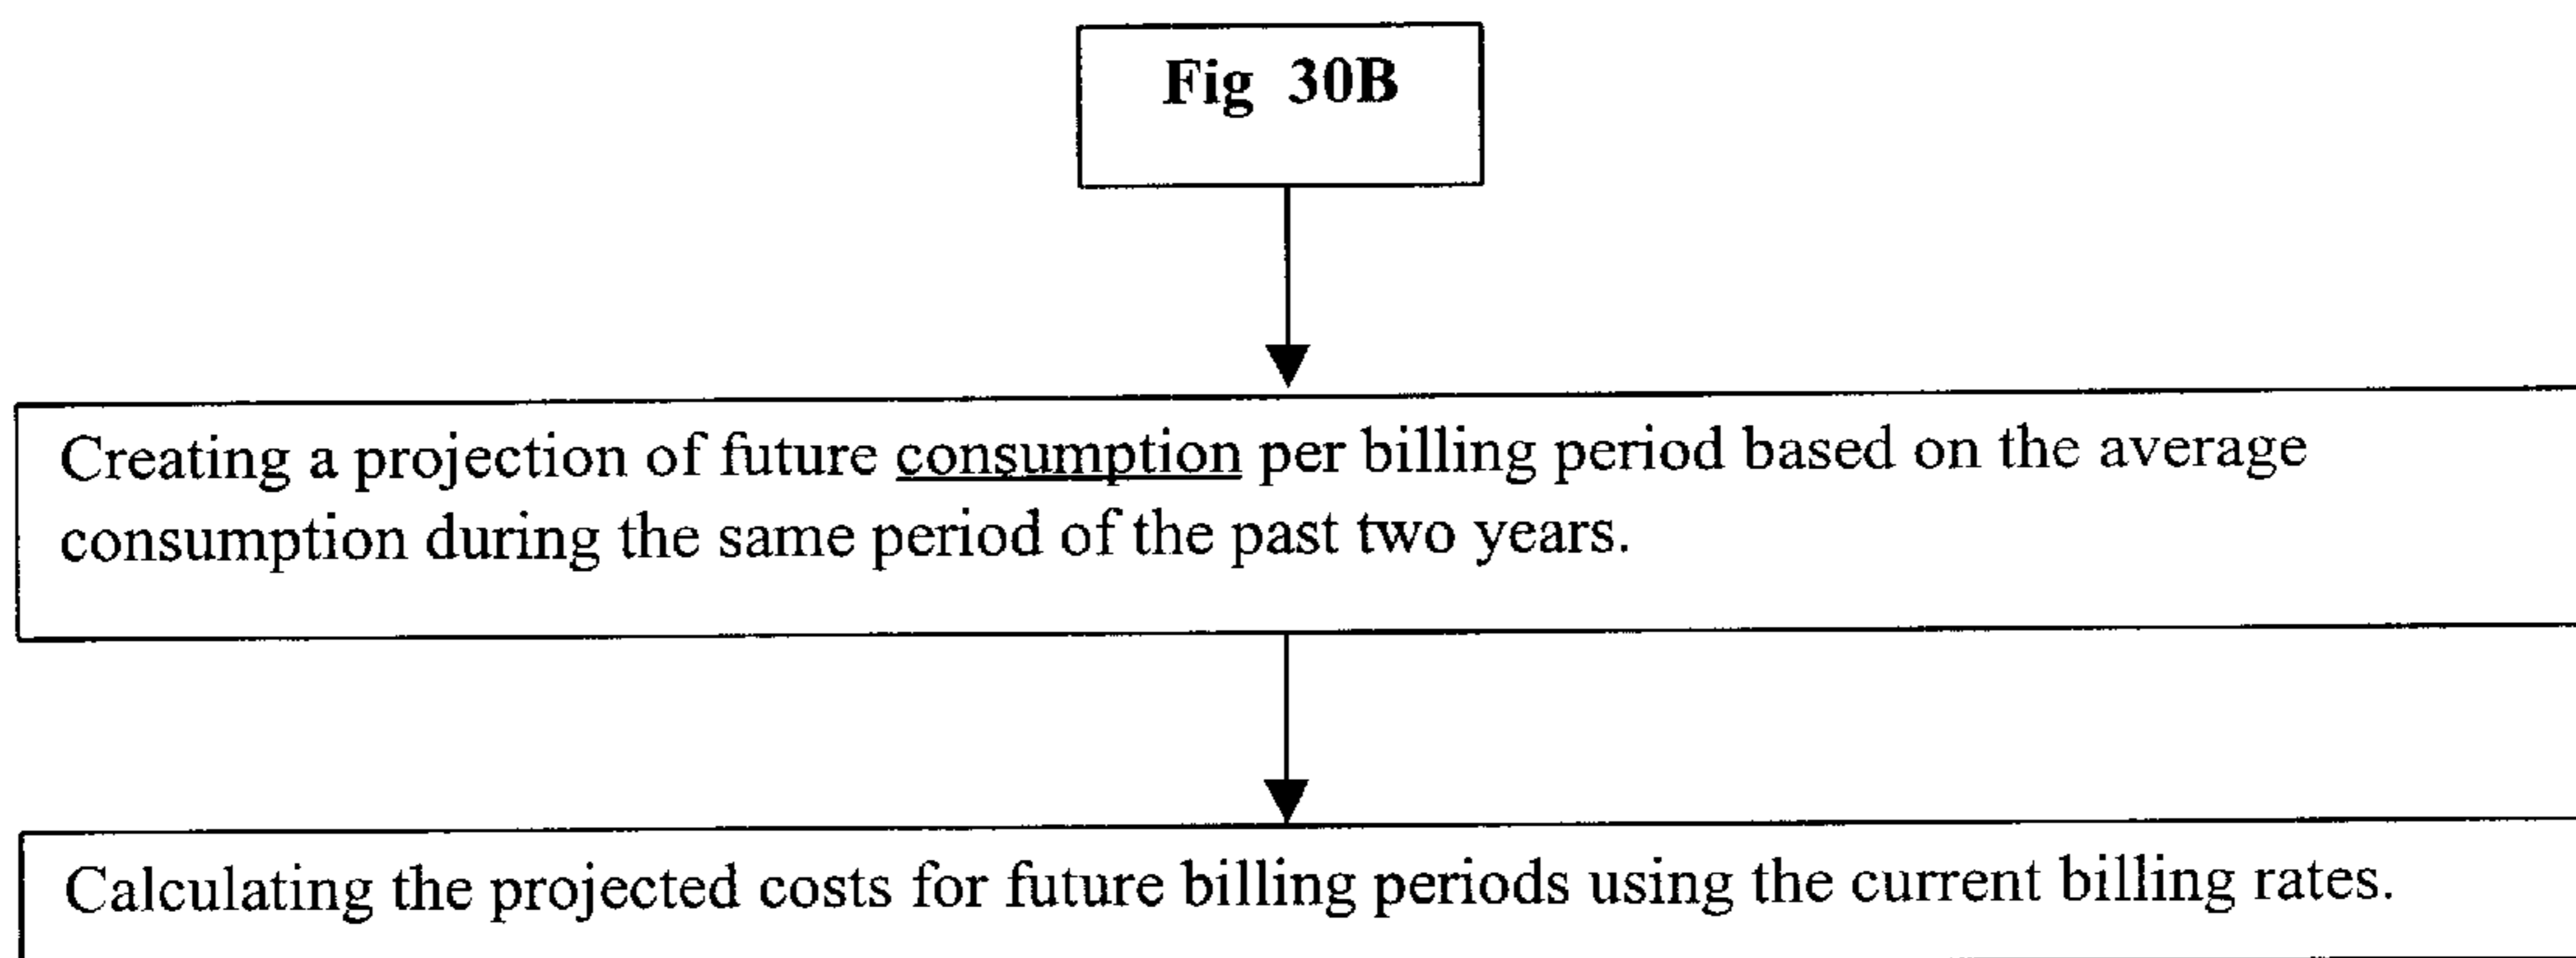 Fig 30B
Creating a projection of future consumption per billing period based on the average
consumption during the same period of the past two years.
Calculating the projected costs for future billing periods using the current billing rates.